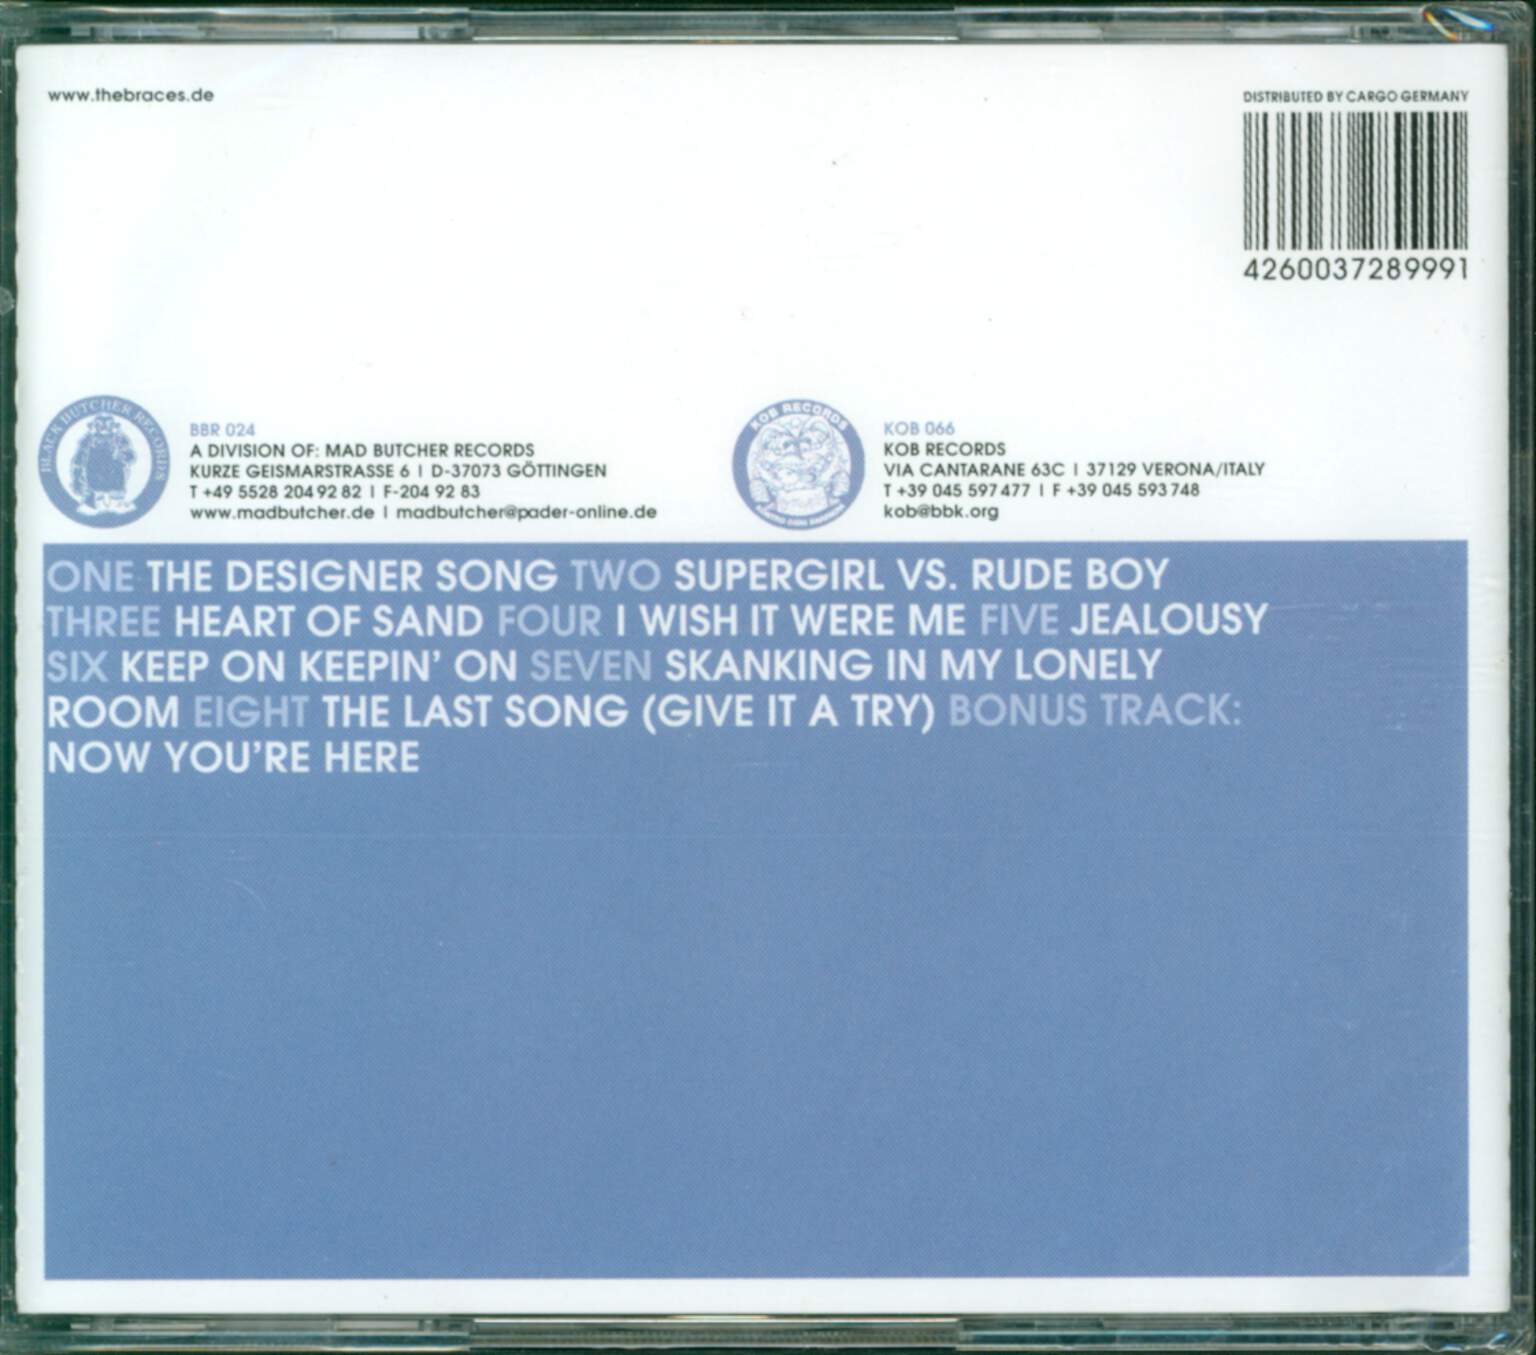 www.thebraces.de
DISTRIBUTED BY CARGO GERMANY
4260037289991
BLACK BUTCHER RECORDS
BBR 024
A DIVISION OF: MAD BUTCHER RECORDS
KURZE GEISMARSTRASSE 6 | D-37073 GÖTTINGEN
T +49 5528 204 92 82 | F-204 92 83
www.madbutcher.de | madbutcher@pader-online.de
KOB RECORDS
KOB 066
KOB RECORDS
VIA CANTARANE 63C | 37129 VERONA/ITALY
T +39 045 597 477 | F +39 045 593 748
kob@bbk.org
ONE THE DESIGNER SONG TWO SUPERGIRL VS. RUDE BOY
THREE HEART OF SAND FOUR I WISH IT WERE ME FIVE JEALOUSY
SIX KEEP ON KEEPIN' ON SEVEN SKANKING IN MY LONELY
ROOM EIGHT THE LAST SONG (GIVE IT A TRY) BONUS TRACK:
NOW YOU'RE HERE